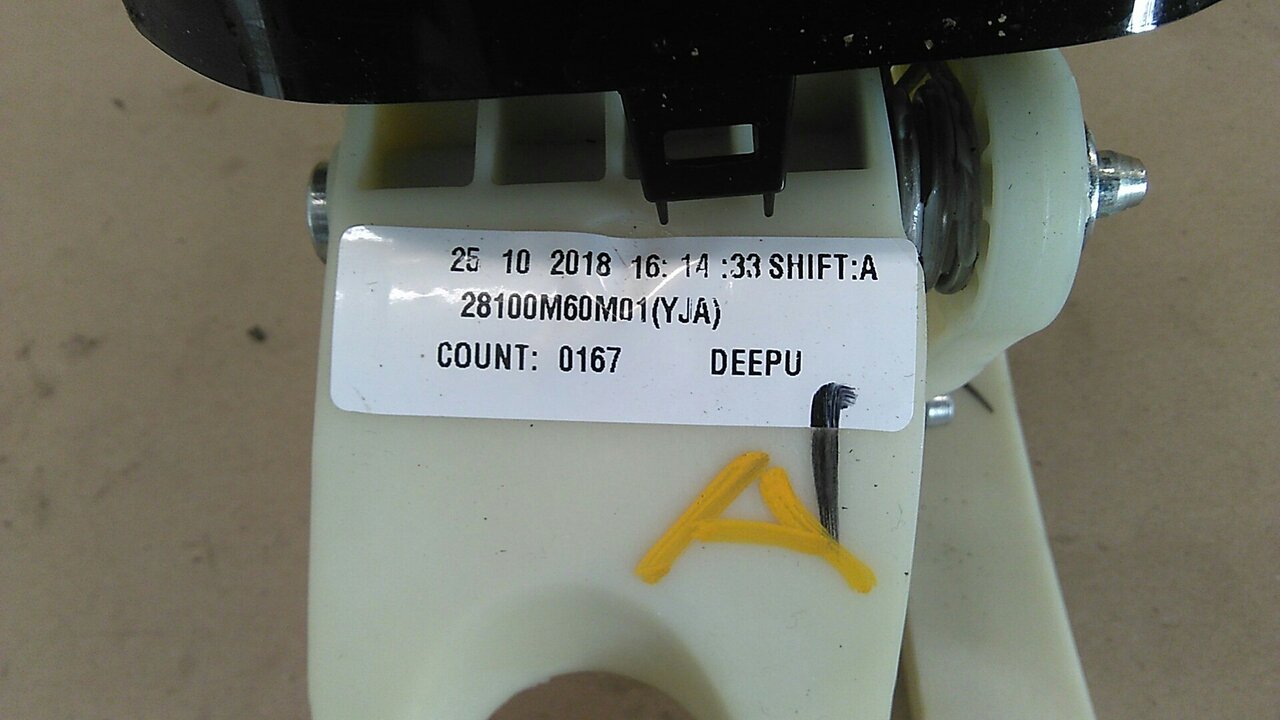 25 10 2018 16: 14 :33 SHIFT:A
28100M60M01(YJA)
COUNT: 0167 DEEPU
A